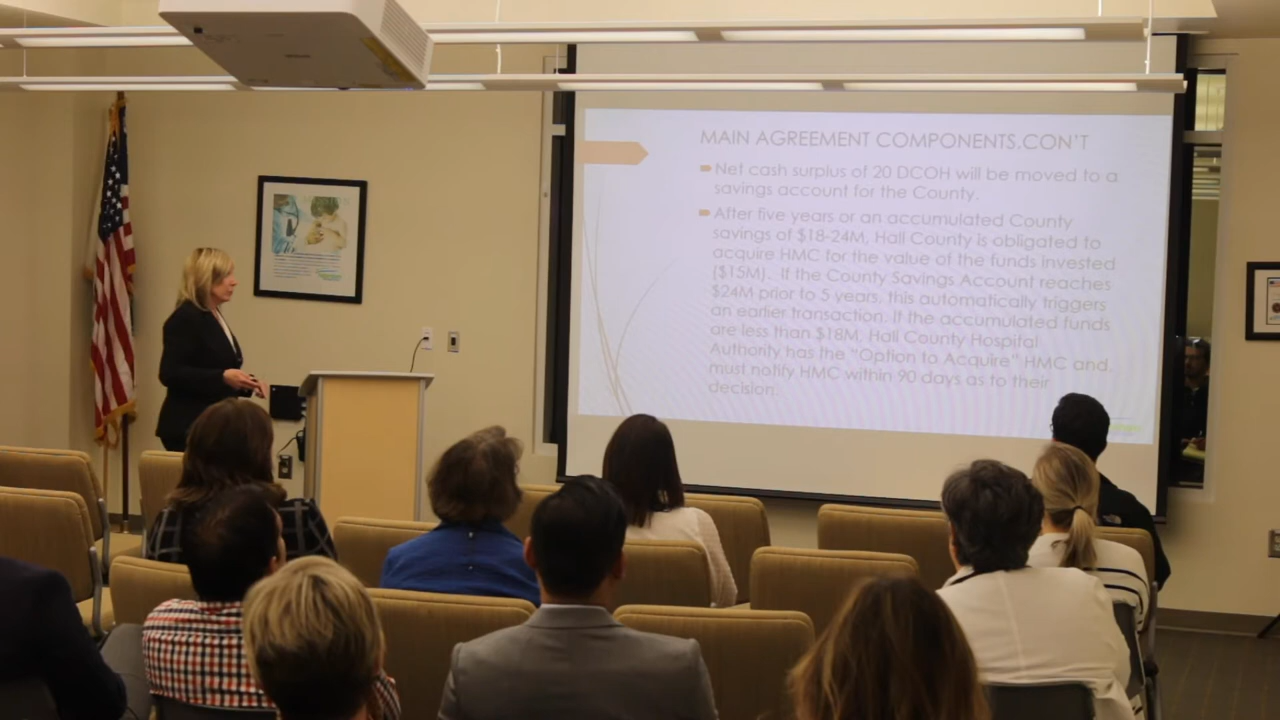 MAIN AGREEMENT COMPONENTS,CON'T
Net cash surplus of 20 DCOH will be moved to a
savings account for the County.
After five years or an accumulated County
savings of $18-24M, Hall County is obligated to
acquire HMC for the value of the funds invested
($15M). If the County Savings Account reaches
$24M prior to 5 years, this automatically triggers
an earlier transaction. If the accumulated funds
are less than $18M, Hall County Hospital
Authority has the "Option to Acquire" HMC and,
must notify HMC within 90 days as to their
decision.